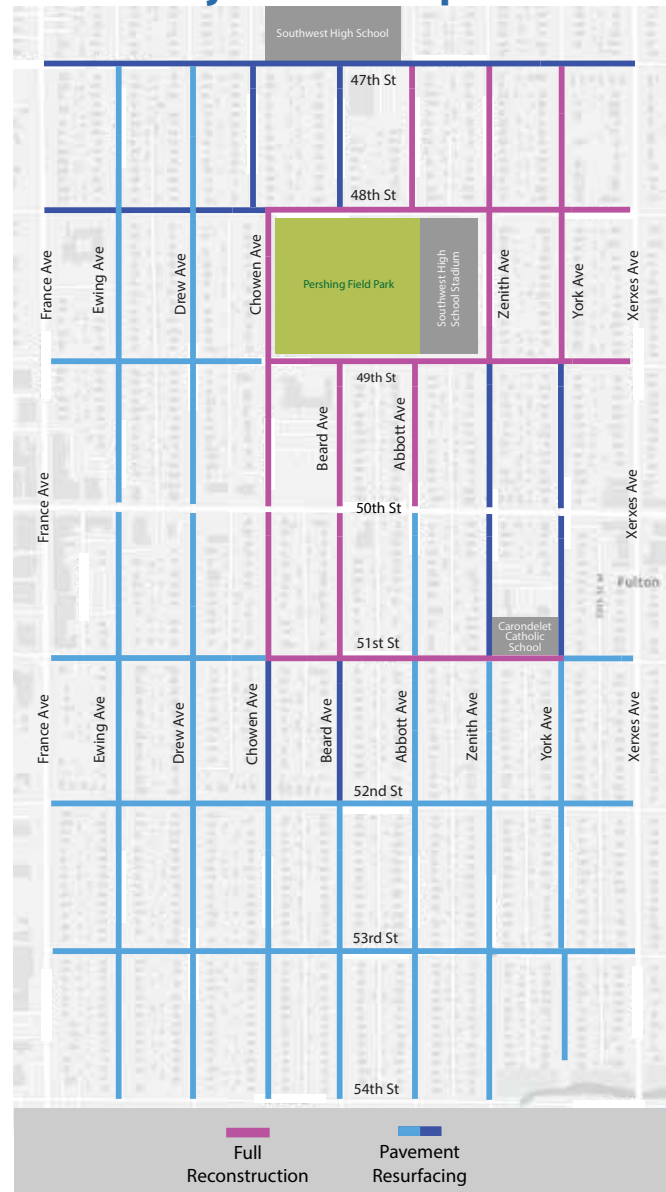 Southwest High School
47th St
48th St
France Ave
Ewing Ave
Drew Ave
Chowen Ave
Pershing Field Park
Southwest High
School Stadium
Zenith Ave
York Ave
Xerxes Ave
49th St
Beard Ave
Abbott Ave
France Ave
50th St
Xerxes Ave
Fulton
51st St
Carondelet
Catholic
School
France Ave
Ewing Ave
Drew Ave
Chowen Ave
Beard Ave
Abbott Ave
Zenith Ave
York Ave
Xerxes Ave
52nd St
53rd St
54th St
Full
Reconstruction
Pavement
Resurfacing